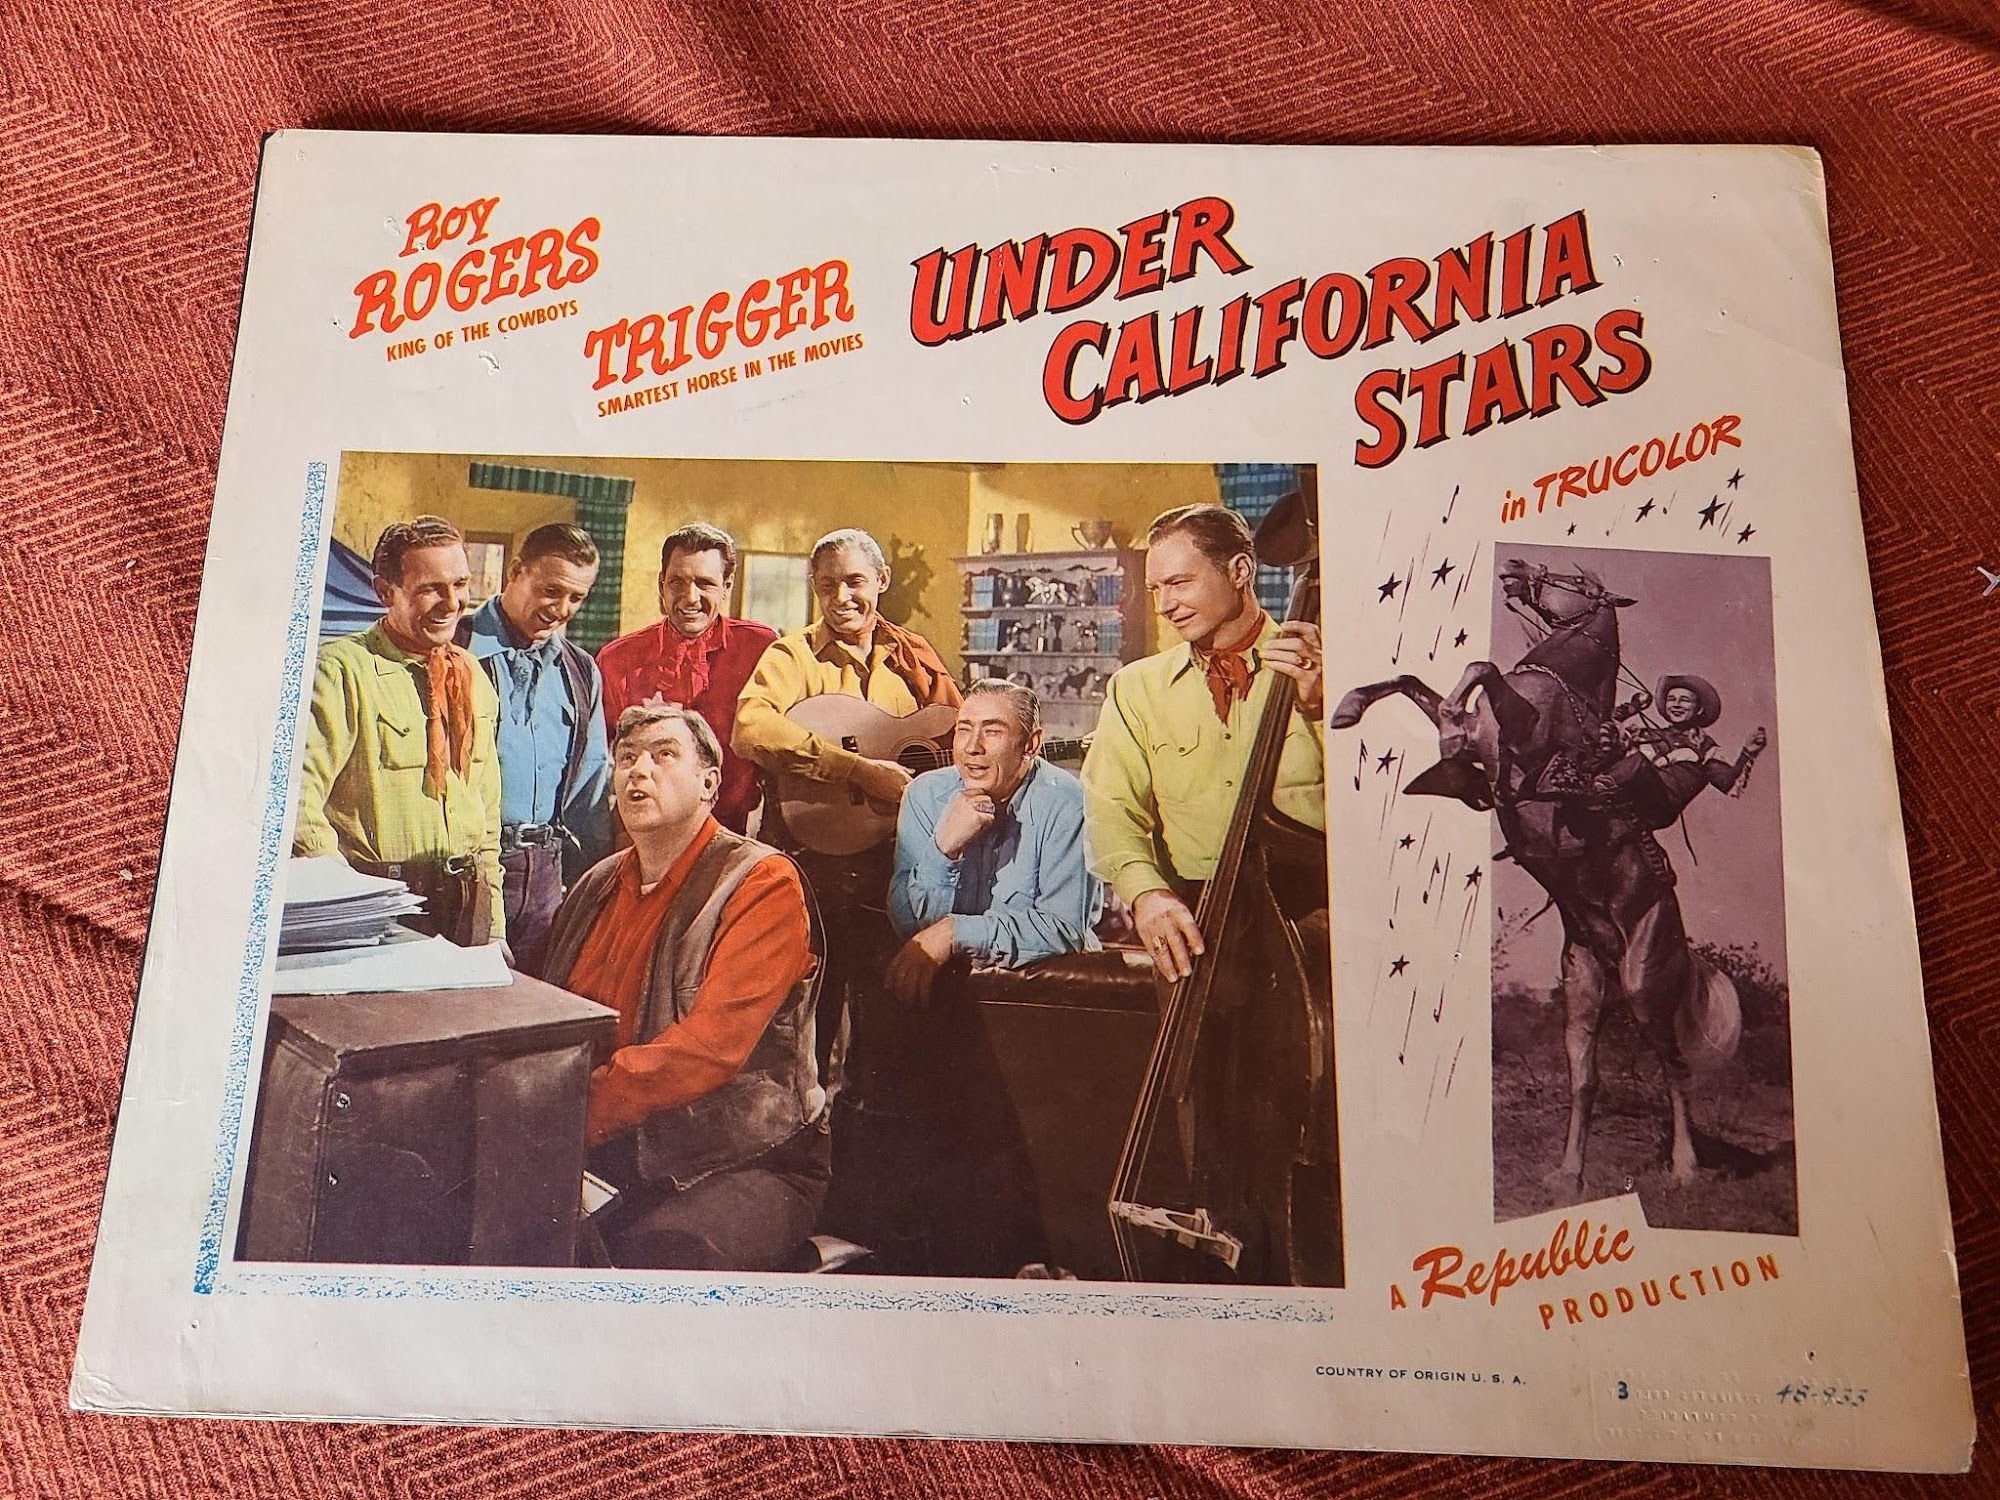 ROY
ROGERS
KING OF THE COWBOYS
TRIGGER
SMARTEST HORSE IN THE MOVIES
UNDER
CALIFORNIA
STARS
in TRUCOLOR
A Republic
PRODUCTION
COUNTRY OF ORIGIN U. S. A.
3